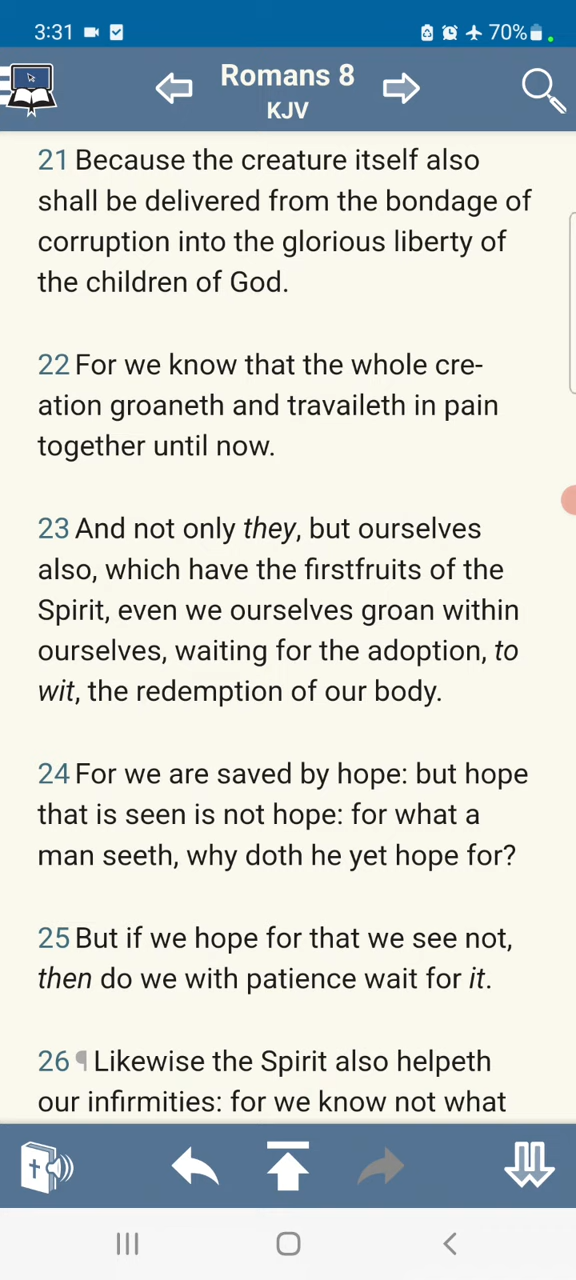 3:31
70%
Romans 8
KJV
21 Because the creature itself also
shall be delivered from the bondage of
corruption into the glorious liberty of
the children of God.
22 For we know that the whole cre-
ation groaneth and travaileth in pain
together until now.
23 And not only they, but ourselves
also, which have the firstfruits of the
Spirit, even we ourselves groan within
ourselves, waiting for the adoption, to
wit, the redemption of our body.
24 For we are saved by hope: but hope
that is seen is not hope: for what a
man seeth, why doth he yet hope for?
25 But if we hope for that we see not,
then do we with patience wait for it.
26 ¶ Likewise the Spirit also helpeth
our infirmities: for we know not what